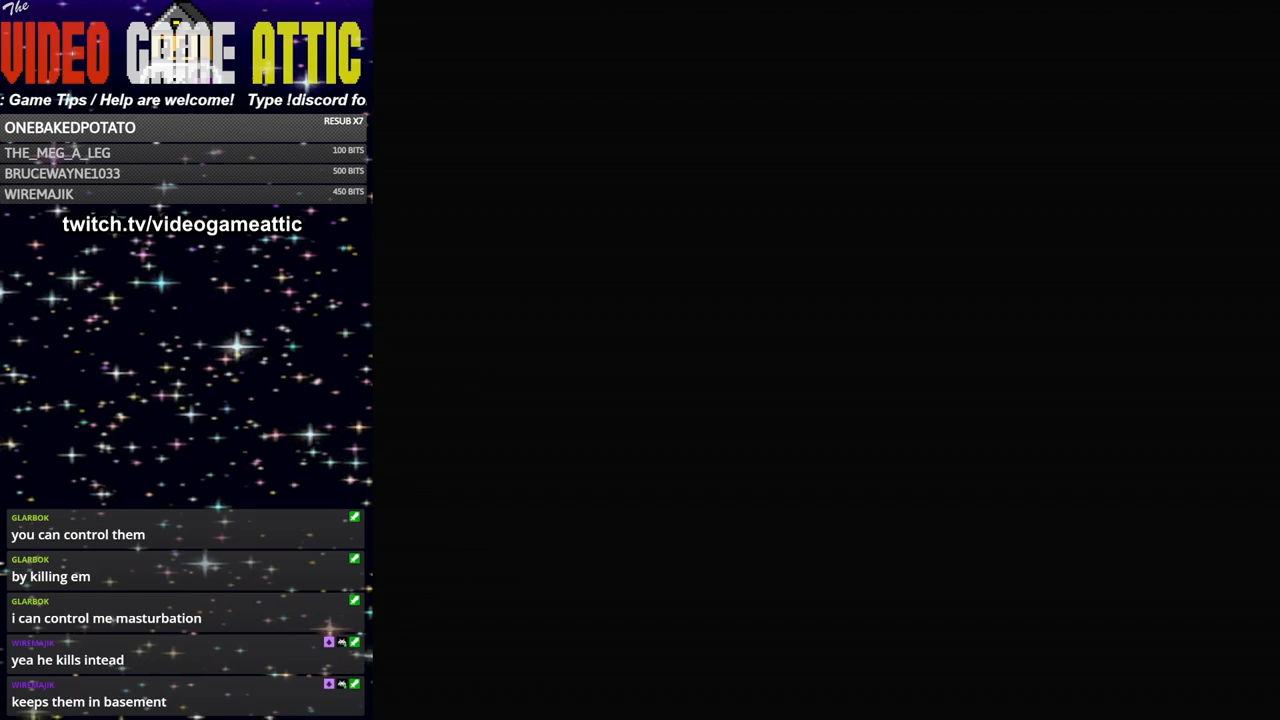 The
VIDEO GAME ATTIC
: Game Tips / Help are welcome! Type !discord fo
ONEBAKEDPOTATO RESUB X7
THE_MEG_A_LEG 100 BITS
BRUCEWAYNE1033 500 BITS
WIREMAJIK 450 BITS
twitch.tv/videogameattic
GLARBOK
you can control them
GLARBOK
by killing em
GLARBOK
i can control me masturbation
WIREMAJIK
yea he kills intead
WIREMAJIK
keeps them in basement